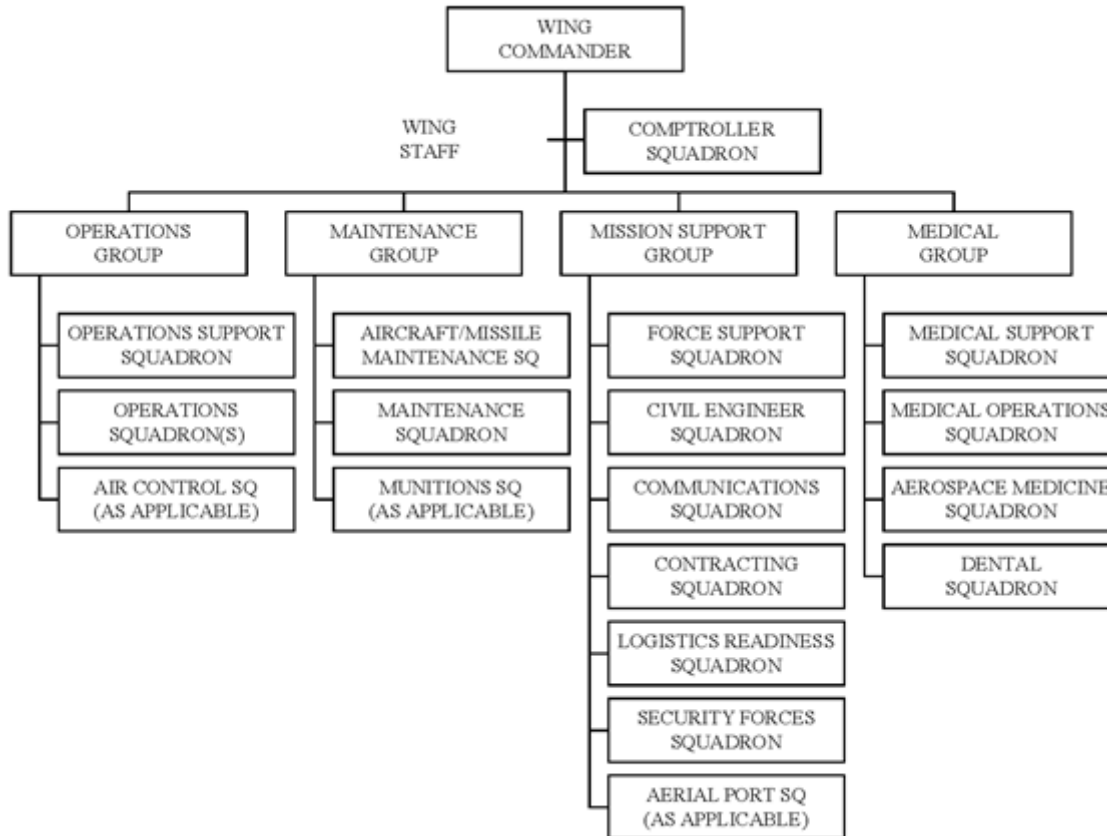 WING
COMMANDER
WING
STAFF
COMPTROLLER
SQUADRON
OPERATIONS
GROUP
MAINTENANCE
GROUP
MISSION SUPPORT
GROUP
MEDICAL
GROUP
OPERATIONS SUPPORT
SQUADRON
OPERATIONS
SQUADRON(S)
AIR CONTROL SQ
(AS APPLICABLE)
AIRCRAFT/MISSILE
MAINTENANCE SQ
MAINTENANCE
SQUADRON
MUNITIONS SQ
(AS APPLICABLE)
FORCE SUPPORT
SQUADRON
CIVIL ENGINEER
SQUADRON
COMMUNICATIONS
SQUADRON
CONTRACTING
SQUADRON
LOGISTICS READINESS
SQUADRON
SECURITY FORCES
SQUADRON
AERIAL PORT SQ
(AS APPLICABLE)
MEDICAL SUPPORT
SQUADRON
MEDICAL OPERATIONS
SQUADRON
AEROSPACE MEDICINE
SQUADRON
DENTAL
SQUADRON